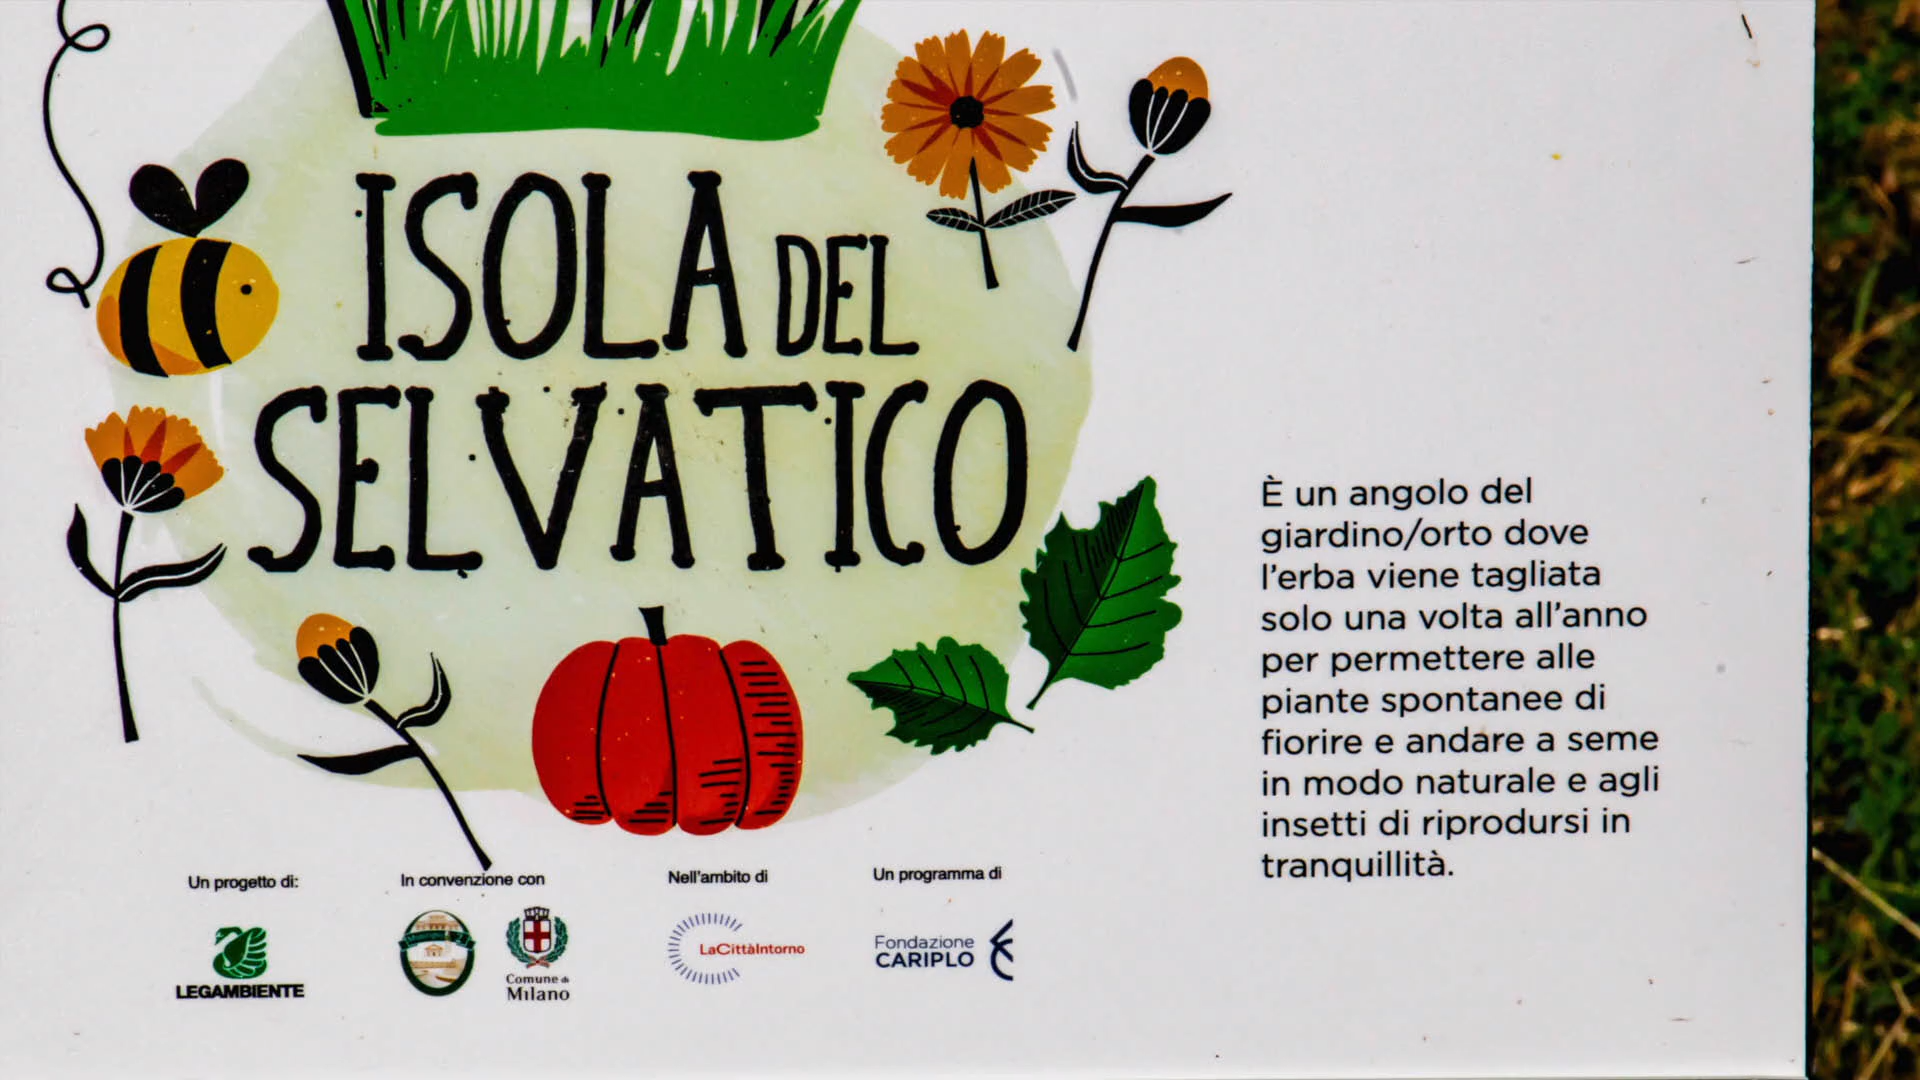 ISOLA DEL
SELVATICO
È un angolo del
giardino/orto dove
l'erba viene tagliata
solo una volta all'anno
per permettere alle
piante spontanee di
fiorire e andare a seme
in modo naturale e agli
insetti di riprodursi in
tranquillità.
Un progetto di:
LEGAMBIENTE
In convenzione con
Comune di
Milano
Nell'ambito di
LaCittàIntorno
Un programma di
Fondazione
CARIPLO